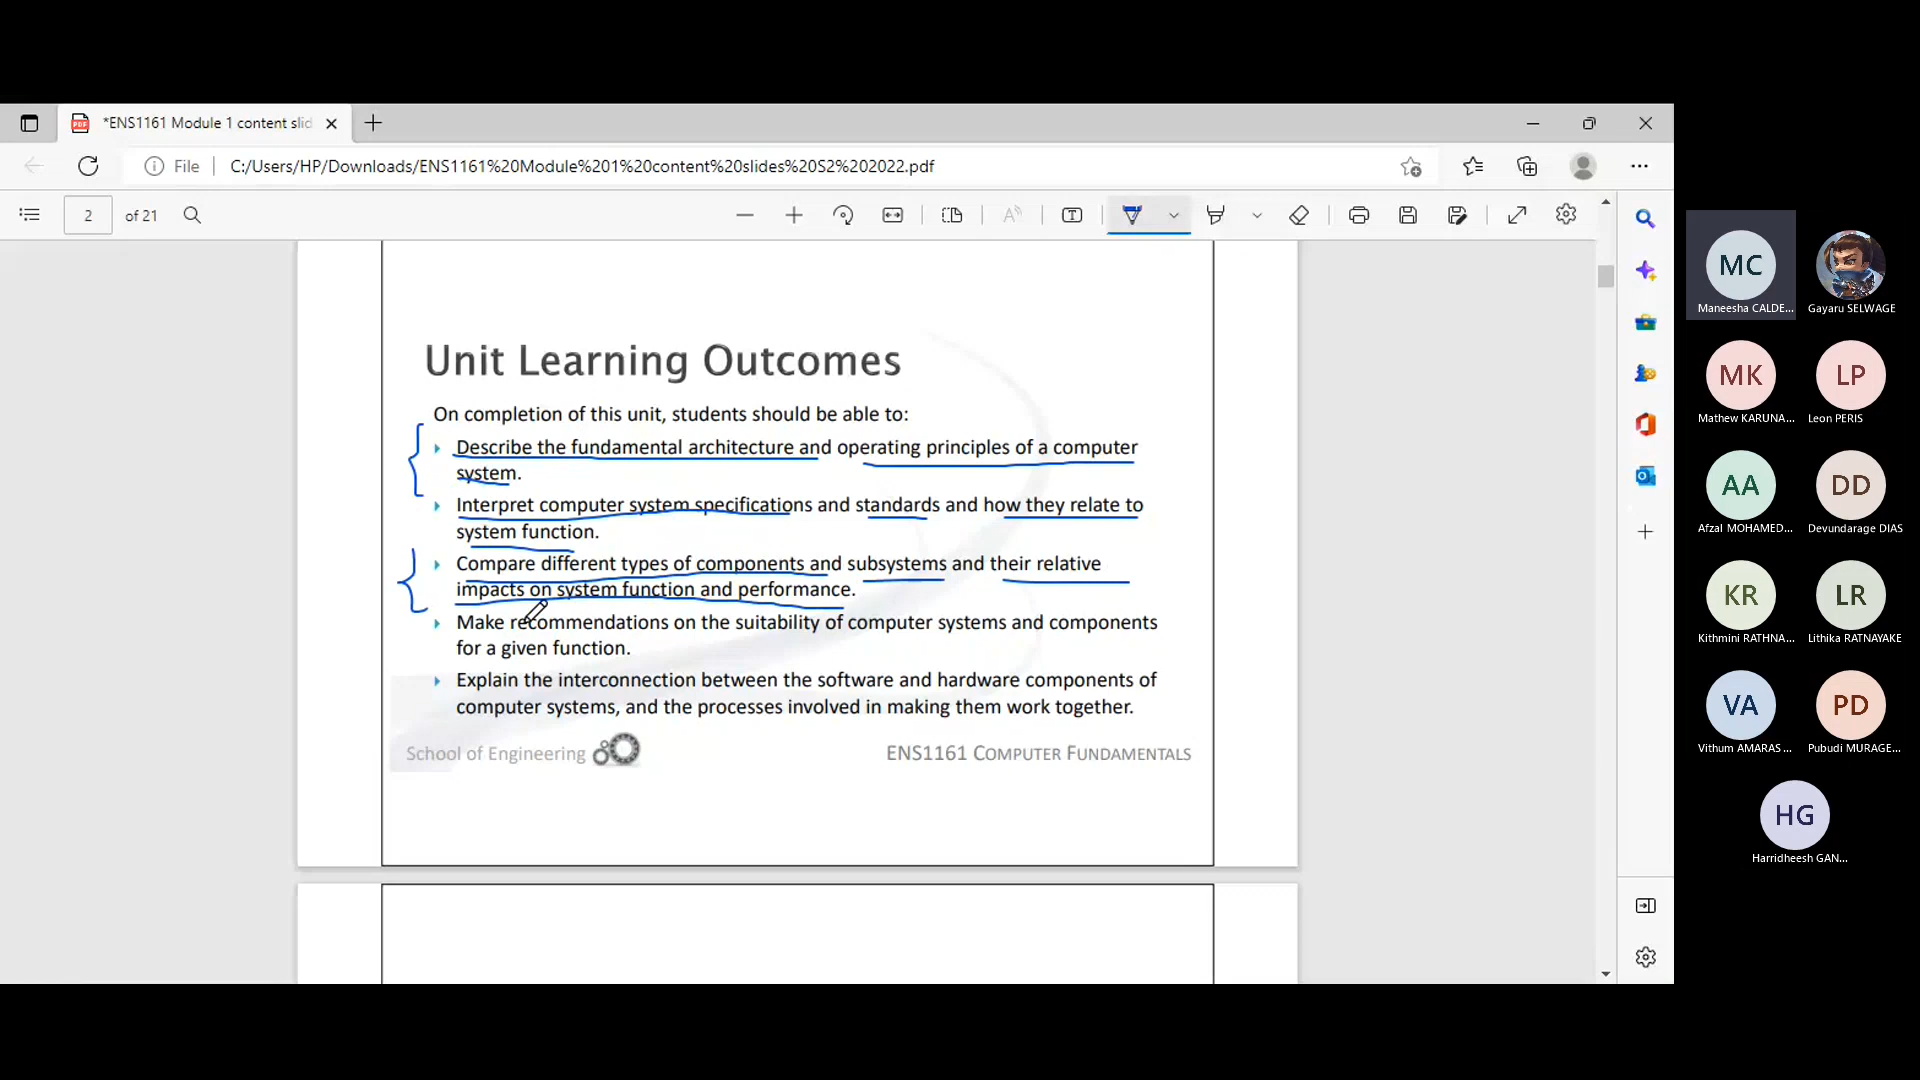 *ENS1161 Module 1 content slid
File
C:/Users/HP/Downloads/ENS1161%20Module%201%20content%20slides%20S2%202022.pdf
2 of 21
Unit Learning Outcomes
On completion of this unit, students should be able to:
Describe the fundamental architecture and operating principles of a computer
system.
Interpret computer system specifications and standards and how they relate to
system function.
Compare different types of components and subsystems and their relative
impacts on system function and performance.
Make recommendations on the suitability of computer systems and components
for a given function.
Explain the interconnection between the software and hardware components of
computer systems, and the processes involved in making them work together.
School of Engineering
ENS1161 COMPUTER FUNDAMENTALS
MC
Maneesha CALDE...
Gayaru SELWAGE
MK
Mathew KARUNA...
LP
Leon PERIS
AA
Afzal MOHAMED...
DD
Devundarage DIAS
KR
Kithmini RATHNA...
LR
Lithika RATNAYAKE
VA
Vithum AMARAS...
PD
Pubudi MURAGE...
HG
Harridheesh GAN...